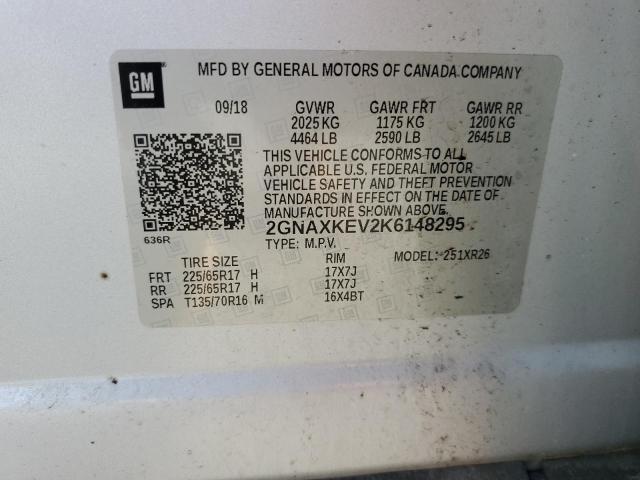 GM
MFD BY GENERAL MOTORS OF CANADA COMPANY
09/18 GVWR GAWR FRT GAWR RR
2025 KG 1175 KG 1200 KG
4464 LB 2590 LB 2645 LB
THIS VEHICLE CONFORMS TO ALL
APPLICABLE U.S. FEDERAL MOTOR
VEHICLE SAFETY AND THEFT PREVENTION
STANDARDS IN EFFECT ON THE DATE OF
MANUFACTURE SHOWN ABOVE.
636R 2GNAXKEV2K6148295
TYPE: M.P.V. MODEL: 251XR26
TIRE SIZE RIM
FRT 225/65R17 H 17X7J
RR 225/65R17 H 17X7J
SPA T135/70R16 M 16X4BT